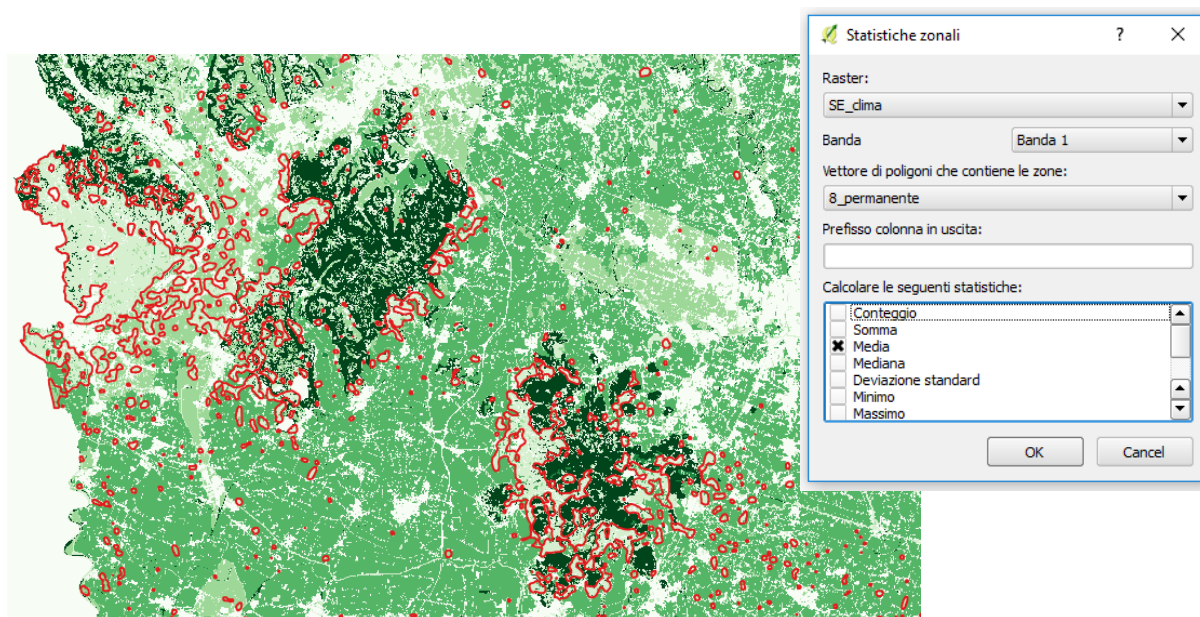 Statistiche zonali
?
Raster:
SE_clima
Banda
Banda 1
Vettore di poligoni che contiene le zone:
8_permanente
Prefisso colonna in uscita:
Calcolare le seguenti statistiche:
Conteggio
Somma
Media
Mediana
Deviazione standard
Minimo
Massimo
OK
Cancel